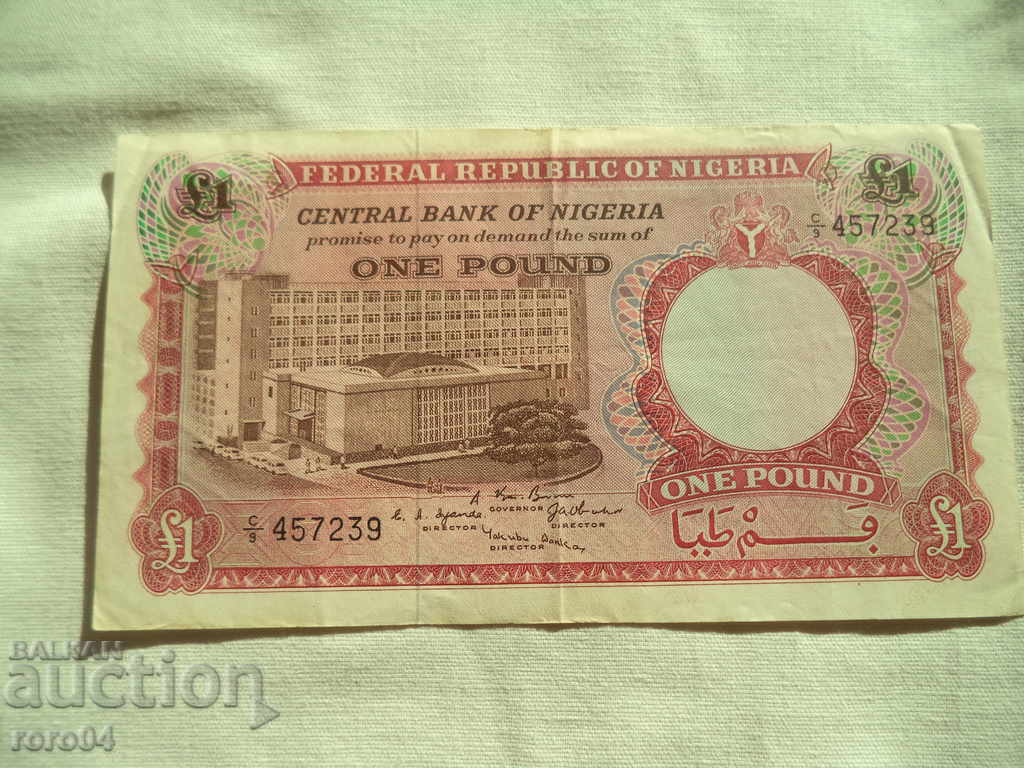 FEDERAL REPUBLIC OF NIGERIA
£1
£1
CENTRAL BANK OF NIGERIA
C/9 457239
promise to pay on demand the sum of
ONE POUND
ONE POUND
GOVERNOR
C/9 457239
DIRECTOR
DIRECTOR
DIRECTOR
£1
£1
BALKAN
auction
roro04